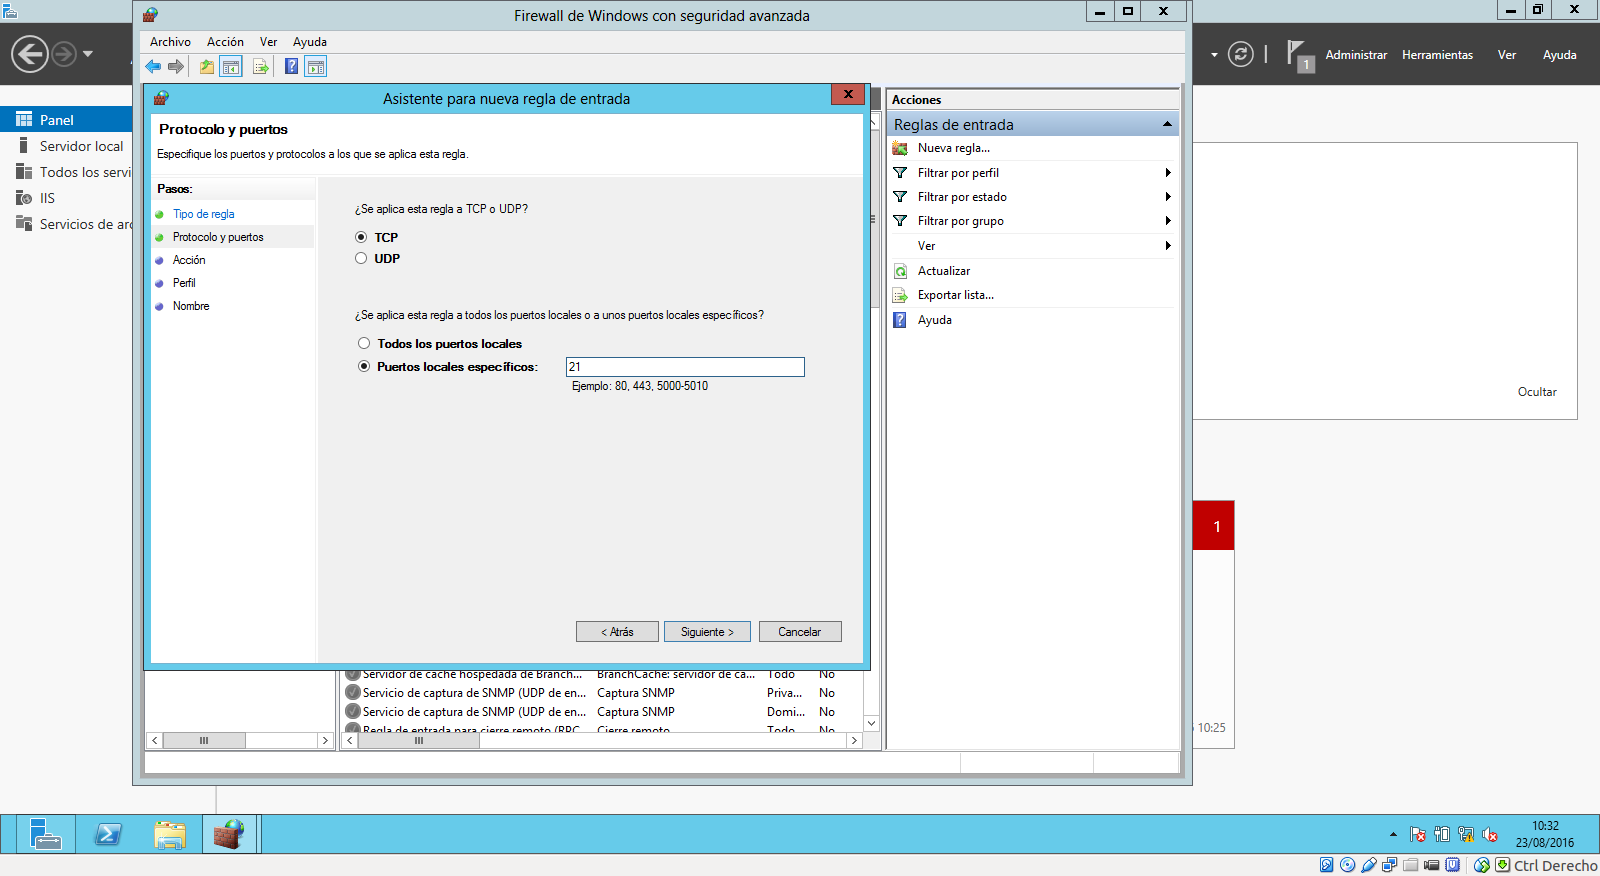 Firewall de Windows con seguridad avanzada
Archivo Acción Ver Ayuda
1 Administrar Herramientas Ver Ayuda
Panel
Servidor local
Todos los servi
IIS
Servicios de arc
Asistente para nueva regla de entrada
Protocolo y puertos
Especifique los puertos y protocolos a los que se aplica esta regla.
Pasos:
Tipo de regla
Protocolo y puertos
Acción
Perfil
Nombre
¿Se aplica esta regla a TCP o UDP?
TCP
UDP
¿Se aplica esta regla a todos los puertos locales o a unos puertos locales específicos?
Todos los puertos locales
Puertos locales específicos: 21
Ejemplo: 80, 443, 5000-5010
< Atrás Siguiente > Cancelar
Acciones
Reglas de entrada
Nueva regla...
Filtrar por perfil
Filtrar por estado
Filtrar por grupo
Ver
Actualizar
Exportar lista...
Ayuda
Ocultar
1
10:25
Servidor de caché hospedada de Branch... BranchCache: servidor de ca... Todo No
Servicio de captura de SNMP (UDP de en... Captura SNMP Priva... No
Servicio de captura de SNMP (UDP de en... Captura SNMP Domi... No
Regla de entrada para cierre remoto (RPC... Cierre remoto Todo No
10:32
23/08/2016
Ctrl Derecho